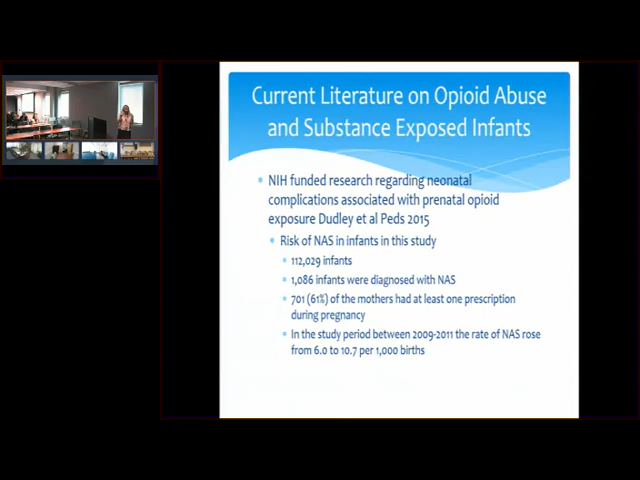 Current Literature on Opioid Abuse
and Substance Exposed Infants
NIH funded research regarding neonatal
complications associated with prenatal opioid
exposure Dudley et al Peds 2015
Risk of NAS in infants in this study
112,029 infants
1,086 infants were diagnosed with NAS
701 (61%) of the mothers had at least one prescription
during pregnancy
In the study period between 2009-2011 the rate of NAS rose
from 6.0 to 10.7 per 1,000 births